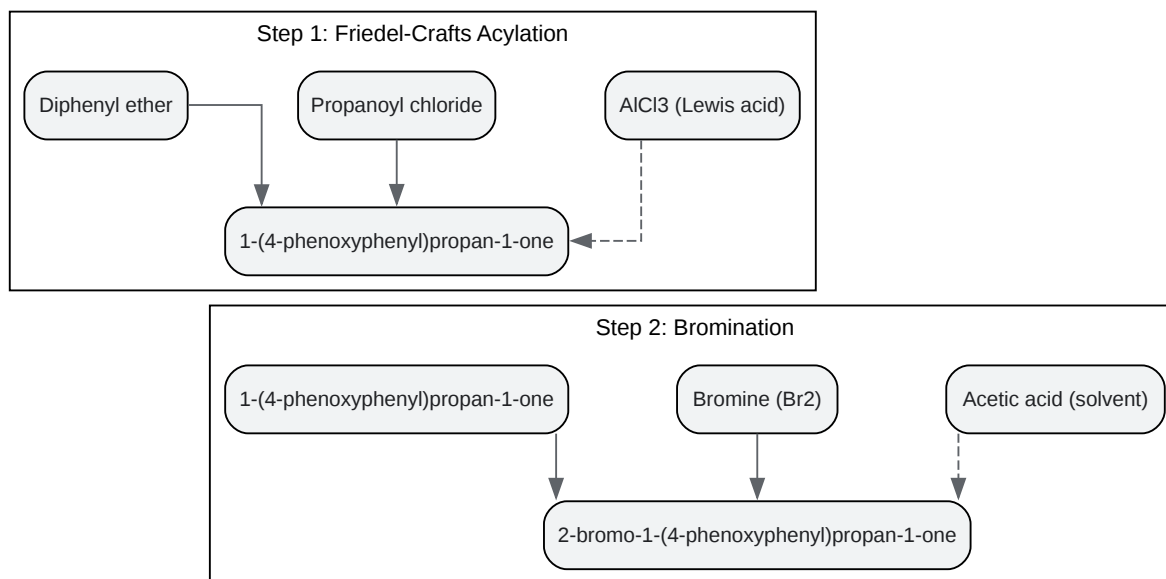 Step 1: Friedel-Crafts Acylation
Diphenyl ether
Propanoyl chloride
AlCl3 (Lewis acid)
1-(4-phenoxyphenyl)propan-1-one
Step 2: Bromination
1-(4-phenoxyphenyl)propan-1-one
Bromine (Br2)
Acetic acid (solvent)
2-bromo-1-(4-phenoxyphenyl)propan-1-one